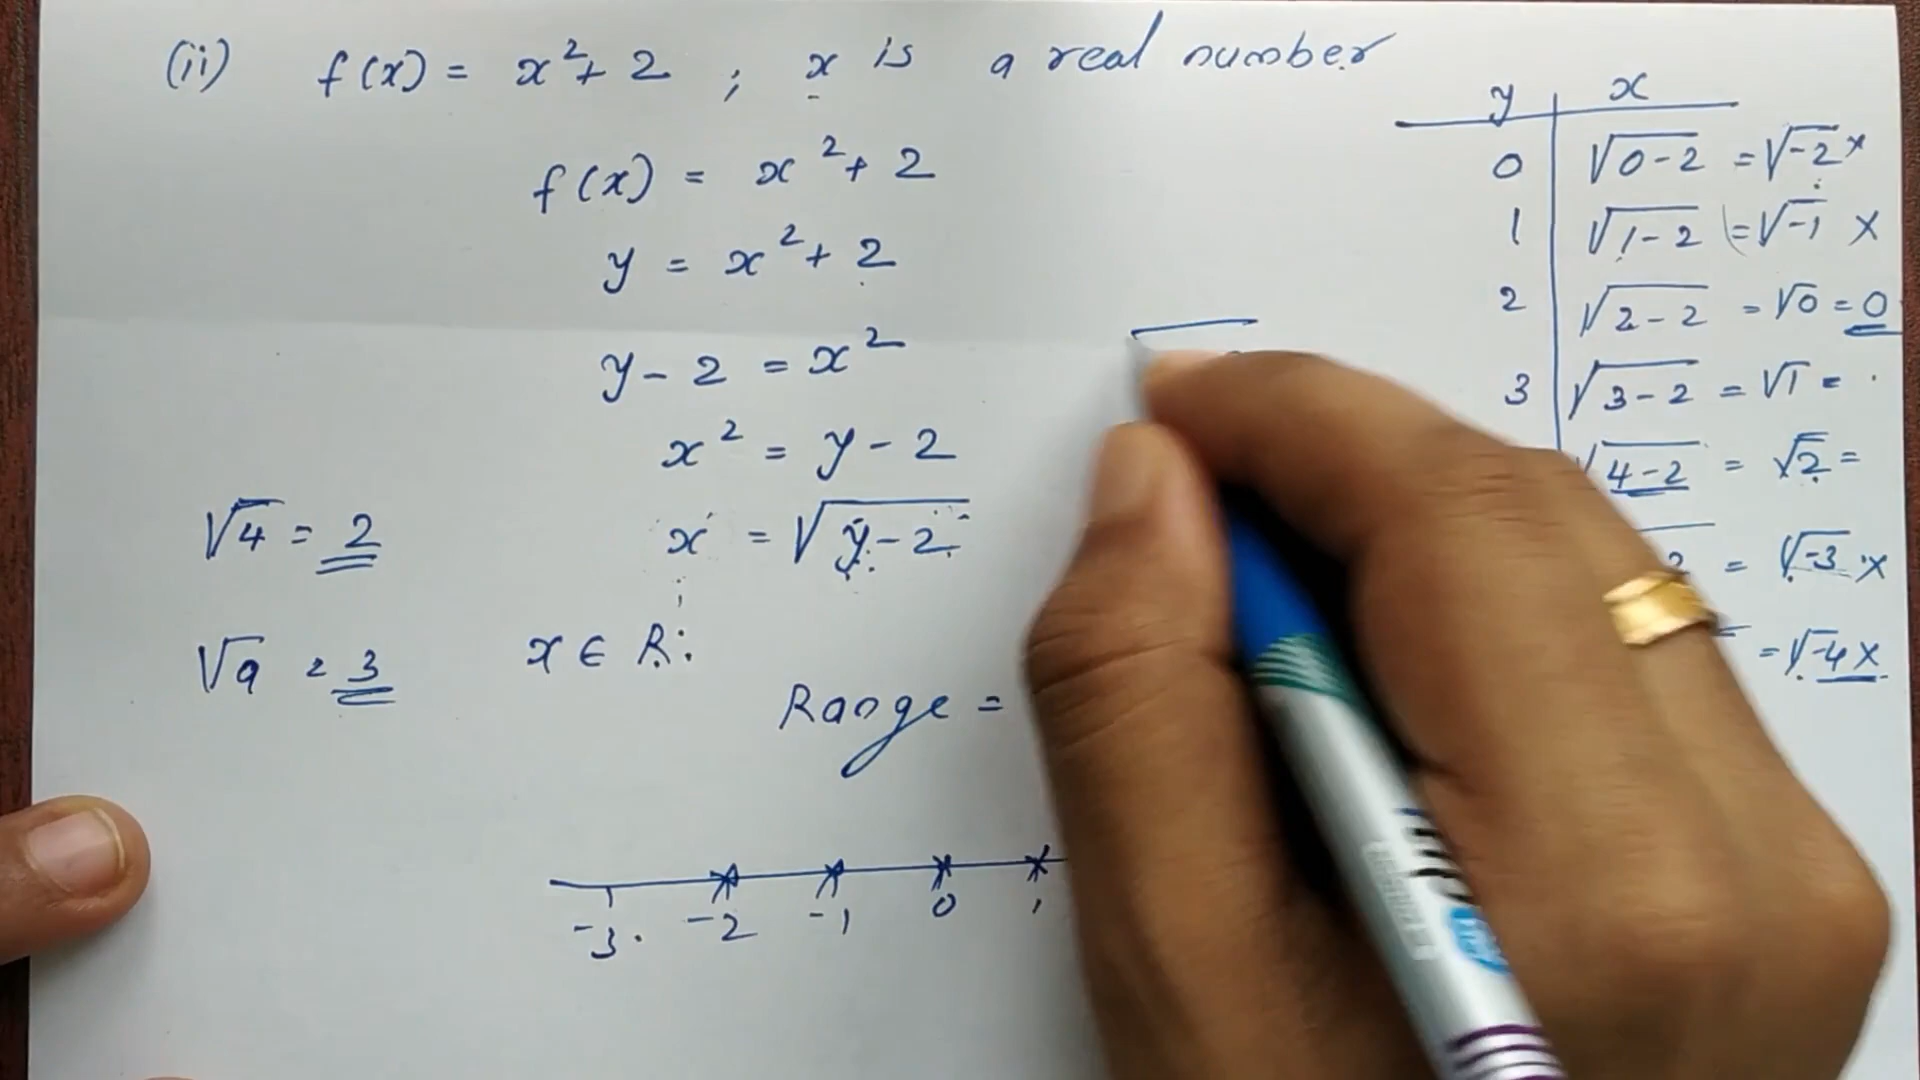 (ii) f(x) = x² + 2 ; x is a real number
f(x) = x² + 2
y = x² + 2
y - 2 = x²
x² = y - 2
x = √(y - 2)
x ∈ R
Range =
√4 = 2
√9 = 3
-3 -2 -1 0 1
y x
0 √(0-2) = √-2 ×
1 √(1-2) = √-1 ×
2 √(2-2) = √0 = 0
3 √(3-2) = √1 =
√(4-2) = √2 =
2 = √-3 ×
= √-4 ×